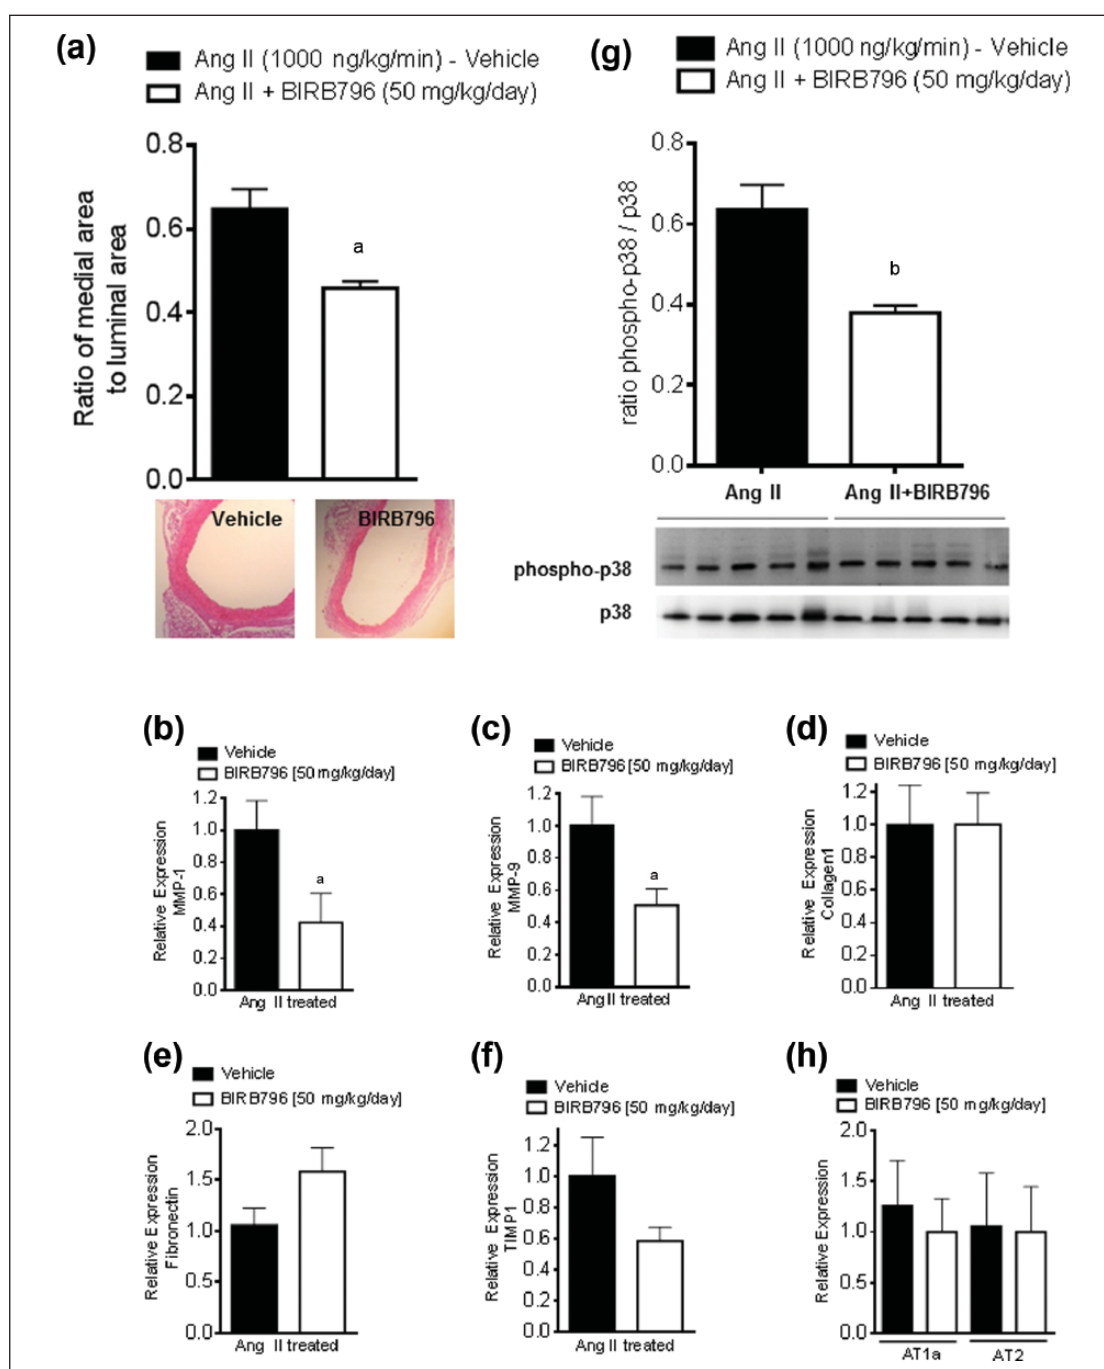 (a)
Ang II (1000 ng/kg/min) - Vehicle
Ang II + BIRB796 (50 mg/kg/day)
0.8
0.6
0.4
0.2
0.0
Ratio of medial area
to luminal area
a
Vehicle
BIRB796
(g)
Ang II (1000 ng/kg/min) - Vehicle
Ang II + BIRB796 (50 mg/kg/day)
0.8
0.6
0.4
0.2
0.0
ratio phospho-p38 / p38
b
Ang II
Ang II+BIRB796
phospho-p38
p38
(b)
Vehicle
BIRB796 [50 mg/kg/day]
1.2
1.0
0.8
0.6
0.4
0.2
0.0
Relative Expression
MMP-1
a
Ang II treated
(c)
Vehicle
BIRB796 [50 mg/kg/day]
1.2
1.0
0.8
0.6
0.4
0.2
0.0
Relative Expression
MMP-9
a
Ang II treated
(d)
Vehicle
BIRB796 [50 mg/kg/day]
1.2
1.0
0.8
0.6
0.4
0.2
0.0
Relative Expression
Collagen1
Ang II treated
(e)
Vehicle
BIRB796 [50 mg/kg/day]
2.0
1.5
1.0
0.5
0.0
Relative Expression
Fibronectin
Ang II treated
(f)
Vehicle
BIRB796 [50 mg/kg/day]
1.2
1.0
0.8
0.6
0.4
0.2
0.0
Relative Expression
TIMP1
Ang II treated
(h)
Vehicle
BIRB796 [50 mg/kg/day]
2.0
1.5
1.0
0.5
0.0
Relative Expression
AT1a
AT2